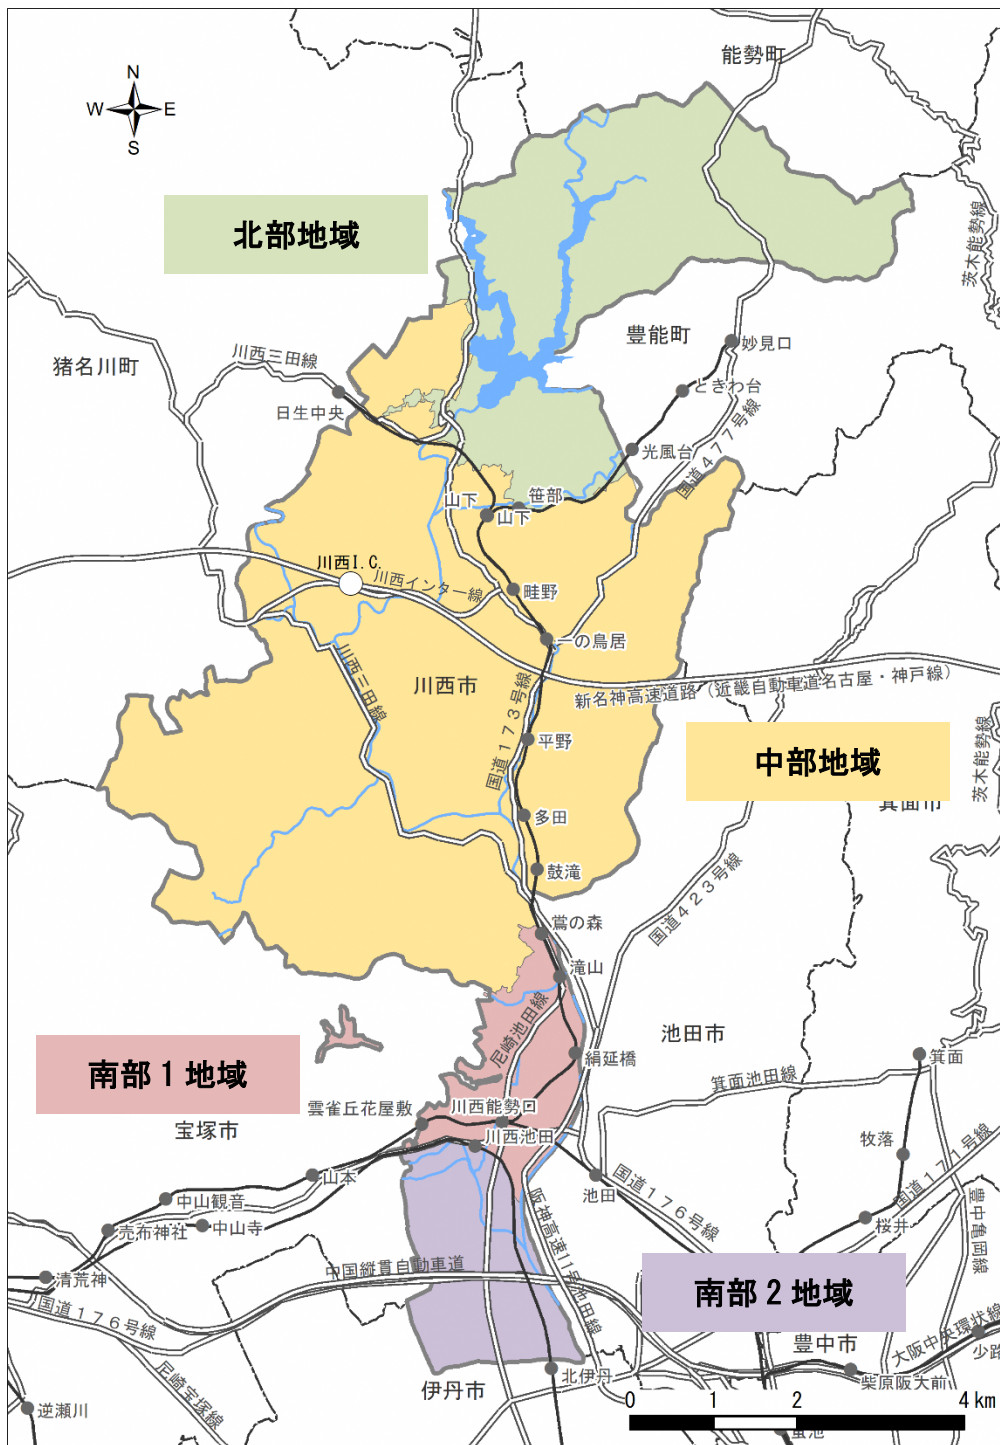 能勢町
N
W
E
S
北部地域
茨木能勢線
豊能町
妙見口
川西三田線
猪名川町
ときわ台
日生中央
国道477号線
光風台
笹部
山下
山下
川西I.C.
川西インター線
畦野
一の鳥居
川西三田線
川西市
新名神高速道路（近畿自動車道名古屋・神戸線）
国道173号線
平野
中部地域
茨木能勢線
箕面市
多田
鼓滝
国道423号線
鴬の森
滝山
尼崎池田線
池田市
南部1地域
絹延橋
箕面
箕面池田線
雲雀丘花屋敷
川西能勢口
宝塚市
川西池田
牧落
国道171号線
山本
池田
国道176号線
中山観音
阪神高速11号池田線
桜井
豊中亀岡線
売布神社
中山寺
清荒神
中国縦貫自動車道
南部2地域
国道176号線
大阪中央環状線
豊中市
少路
尼崎宝塚線
伊丹市
北伊丹
柴原阪大前
逆瀬川
0
1
2
4 km
蛍池